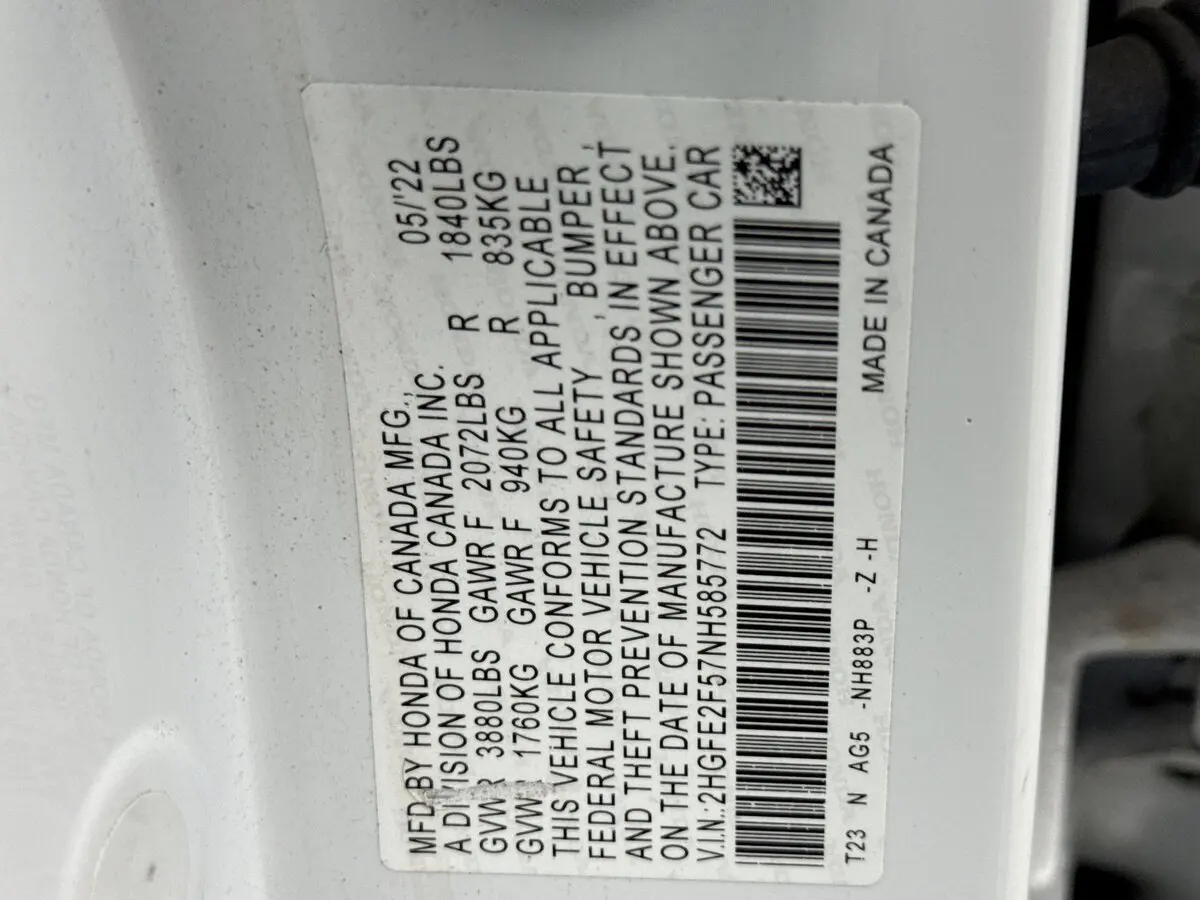 MFD BY HONDA OF CANADA MFG., 05/'22
A DIVISION OF HONDA CANADA INC.
GVWR 3880LBS GAWR F 2072LBS R 1840LBS
GVWR 1760KG GAWR F 940KG R 835KG
THIS VEHICLE CONFORMS TO ALL APPLICABLE
FEDERAL MOTOR VEHICLE SAFETY , BUMPER ,
AND THEFT PREVENTION STANDARDS IN EFFECT
ON THE DATE OF MANUFACTURE SHOWN ABOVE.
V.I.N.:2HGFE2F57NH585772 TYPE: PASSENGER CAR
T23 N AG5 -NH883P -Z -H MADE IN CANADA